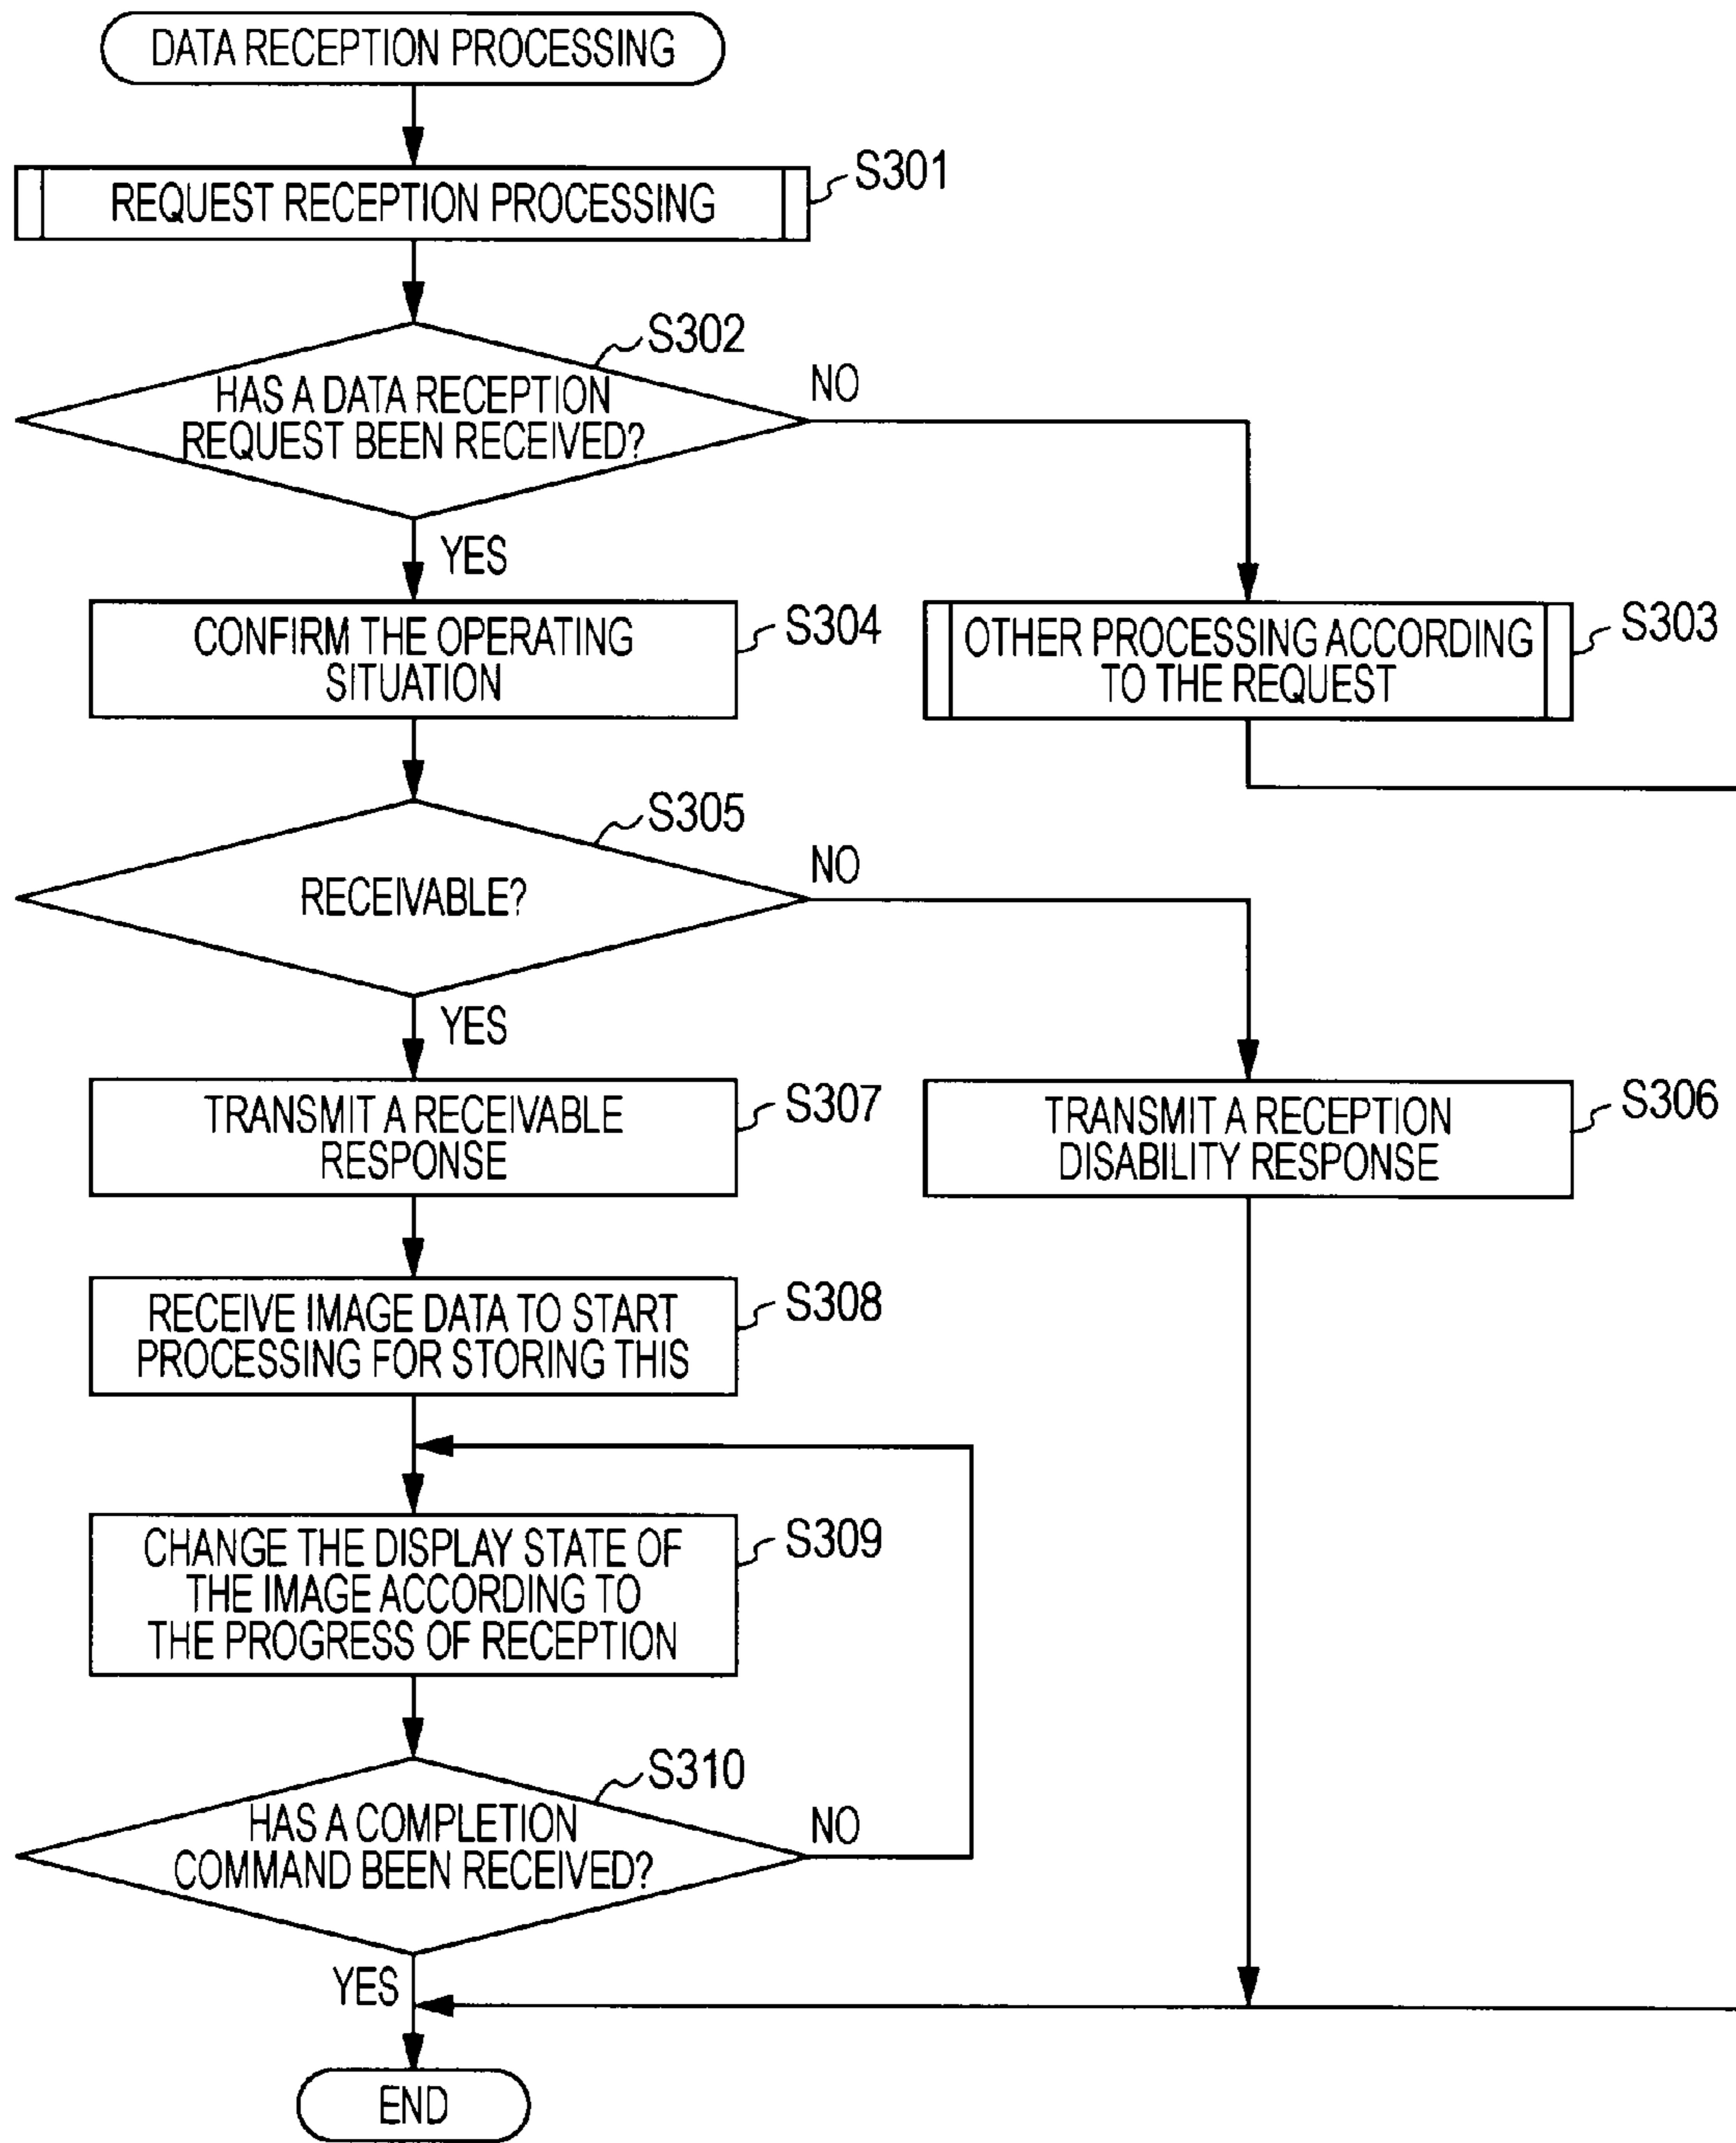 DATA RECEPTION PROCESSING
REQUEST RECEPTION PROCESSING
S301
S302
HAS A DATA RECEPTION
REQUEST BEEN RECEIVED?
NO
YES
CONFIRM THE OPERATING
SITUATION
S304
OTHER PROCESSING ACCORDING
TO THE REQUEST
S303
S305
RECEIVABLE?
NO
YES
TRANSMIT A RECEIVABLE
RESPONSE
S307
TRANSMIT A RECEPTION
DISABILITY RESPONSE
S306
RECEIVE IMAGE DATA TO START
PROCESSING FOR STORING THIS
S308
CHANGE THE DISPLAY STATE OF
THE IMAGE ACCORDING TO
THE PROGRESS OF RECEPTION
S309
S310
HAS A COMPLETION
COMMAND BEEN RECEIVED?
NO
YES
END